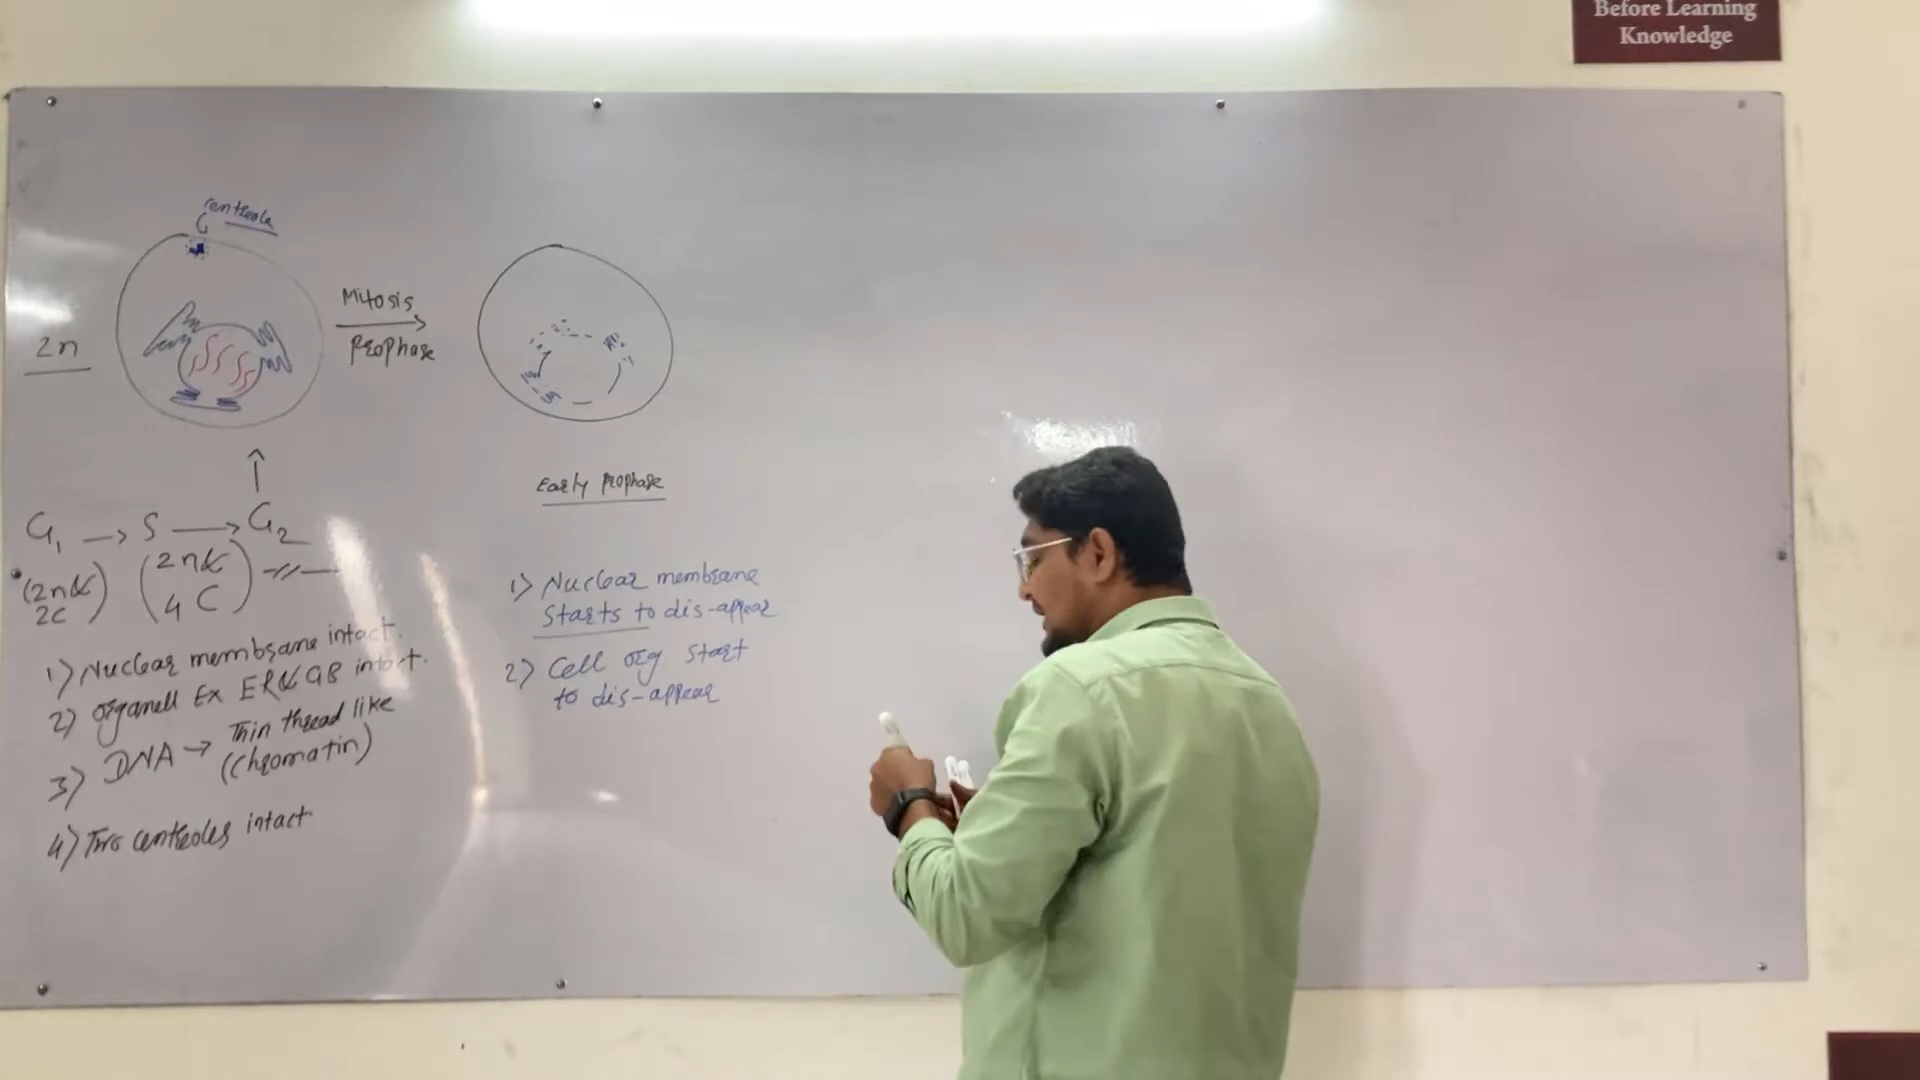 Before Learning
Knowledge
centriole
2n
Mitosis
Prophase
Early Prophase
G1 → S → G2
(2n &
2c)
(2n &
4C)
-//-
1) Nuclear membrane intact.
2) organell Ex ER & GB intact.
3) DNA → Thin thread like
(chromatin)
4) Two centrioles intact
1) Nuclear membrane
Starts to dis-appear
2) Cell org start
to dis-appear